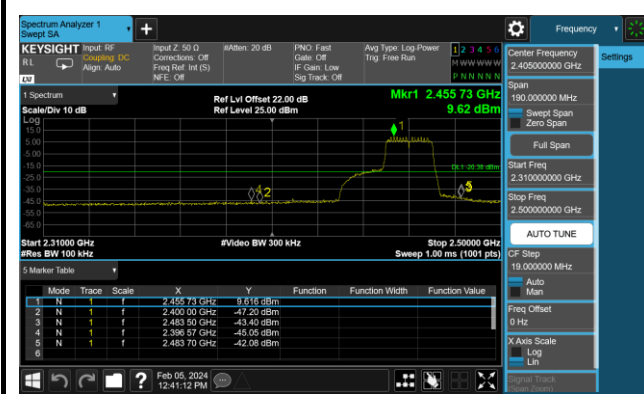 Spectrum Analyzer 1
Swept SA
Frequency
KEYSIGHT Input: RF Input Z: 50 Ω #Atten: 20 dB PNO: Fast Avg Type: Log-Power 1 2 3 4 5 6
RL Coupling: DC Corrections: Off Gate: Off Trig: Free Run M W W W W W
Align: Auto Freq Ref: Int (S) IF Gain: Low P N N N N N
NFE: Off Sig Track: Off
LXI
1 Spectrum
Scale/Div 10 dB
Ref Lvl Offset 22.00 dB
Ref Level 25.00 dBm
Mkr1 2.455 73 GHz
9.62 dBm
Log
15.0
5.00
-5.00
-15.0
-25.0
-35.0
-45.0
-55.0
-65.0
1
DL1 -20.38 dBm
4 2
5
Start 2.31000 GHz #Video BW 300 kHz Stop 2.50000 GHz
#Res BW 100 kHz Sweep 1.00 ms (1001 pts)
5 Marker Table
Mode Trace Scale X Y Function Function Width Function Value
1 N 1 f 2.455 73 GHz 9.616 dBm
2 N 1 f 2.400 00 GHz -47.20 dBm
3 N 1 f 2.483 50 GHz -43.40 dBm
4 N 1 f 2.396 57 GHz -45.05 dBm
5 N 1 f 2.483 70 GHz -42.08 dBm
6
Feb 05, 2024
12:41:12 PM
Center Frequency
2.405000000 GHz
Settings
Span
190.000000 MHz
Swept Span
Zero Span
Full Span
Start Freq
2.310000000 GHz
Stop Freq
2.500000000 GHz
AUTO TUNE
CF Step
19.000000 MHz
Auto
Man
Freq Offset
0 Hz
X Axis Scale
Log
Lin
Signal Track
(Span Zoom)